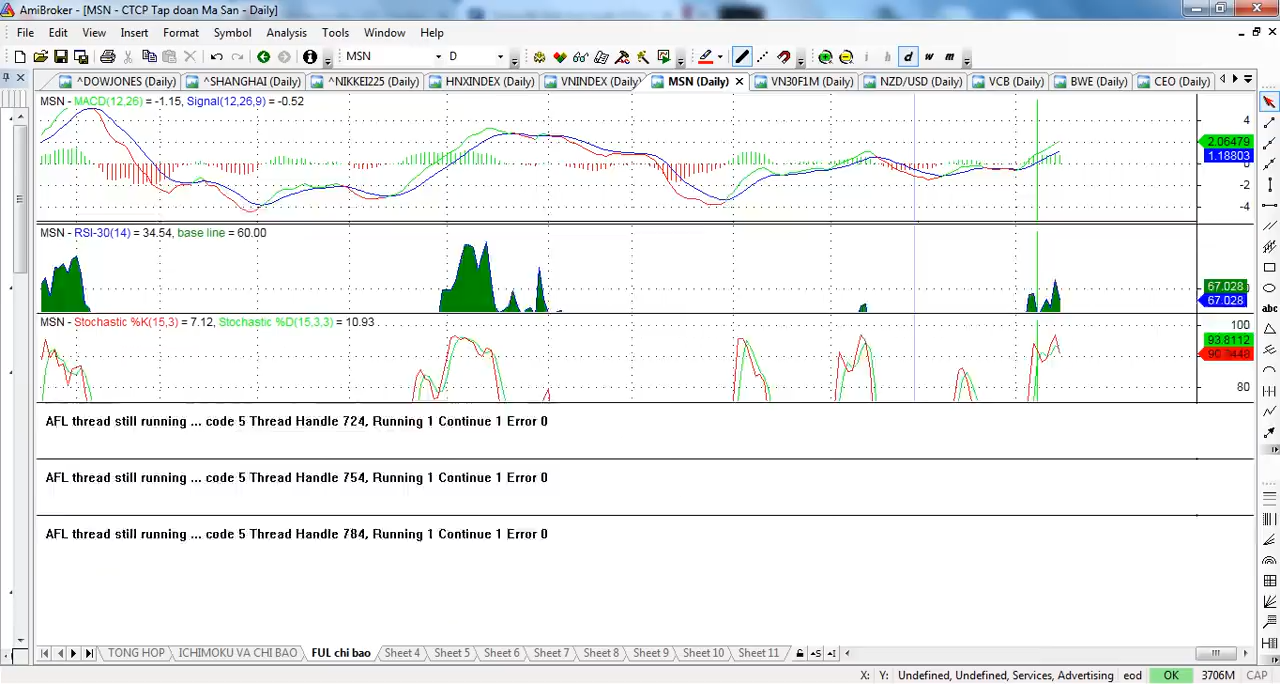 AmiBroker - [MSN - CTCP Tap doan Ma San - Daily]
File Edit View Insert Format Symbol Analysis Tools Window Help
MSN D i h d w m
^DOWJONES (Daily) ^SHANGHAI (Daily) ^NIKKEI225 (Daily) HNXINDEX (Daily) VNINDEX (Daily) MSN (Daily) VN30F1M (Daily) NZD/USD (Daily) VCB (Daily) BWE (Daily) CEO (Daily)
MSN - MACD(12,26) = -1.15, Signal(12,26,9) = -0.52
4
2.06479
1.18803
-2
-4
MSN - RSI-30(14) = 34.54, base line = 60.00
67.028
67.028
MSN - Stochastic %K(15,3) = 7.12, Stochastic %D(15,3,3) = 10.93
100
93.8112
80
abc
AFL thread still running ... code 5 Thread Handle 724, Running 1 Continue 1 Error 0
AFL thread still running ... code 5 Thread Handle 754, Running 1 Continue 1 Error 0
AFL thread still running ... code 5 Thread Handle 784, Running 1 Continue 1 Error 0
TONG HOP ICHIMOKU VA CHI BAO FUL chi bao Sheet 4 Sheet 5 Sheet 6 Sheet 7 Sheet 8 Sheet 9 Sheet 10 Sheet 11
X: Y: Undefined, Undefined, Services, Advertising eod OK 3706M CAP